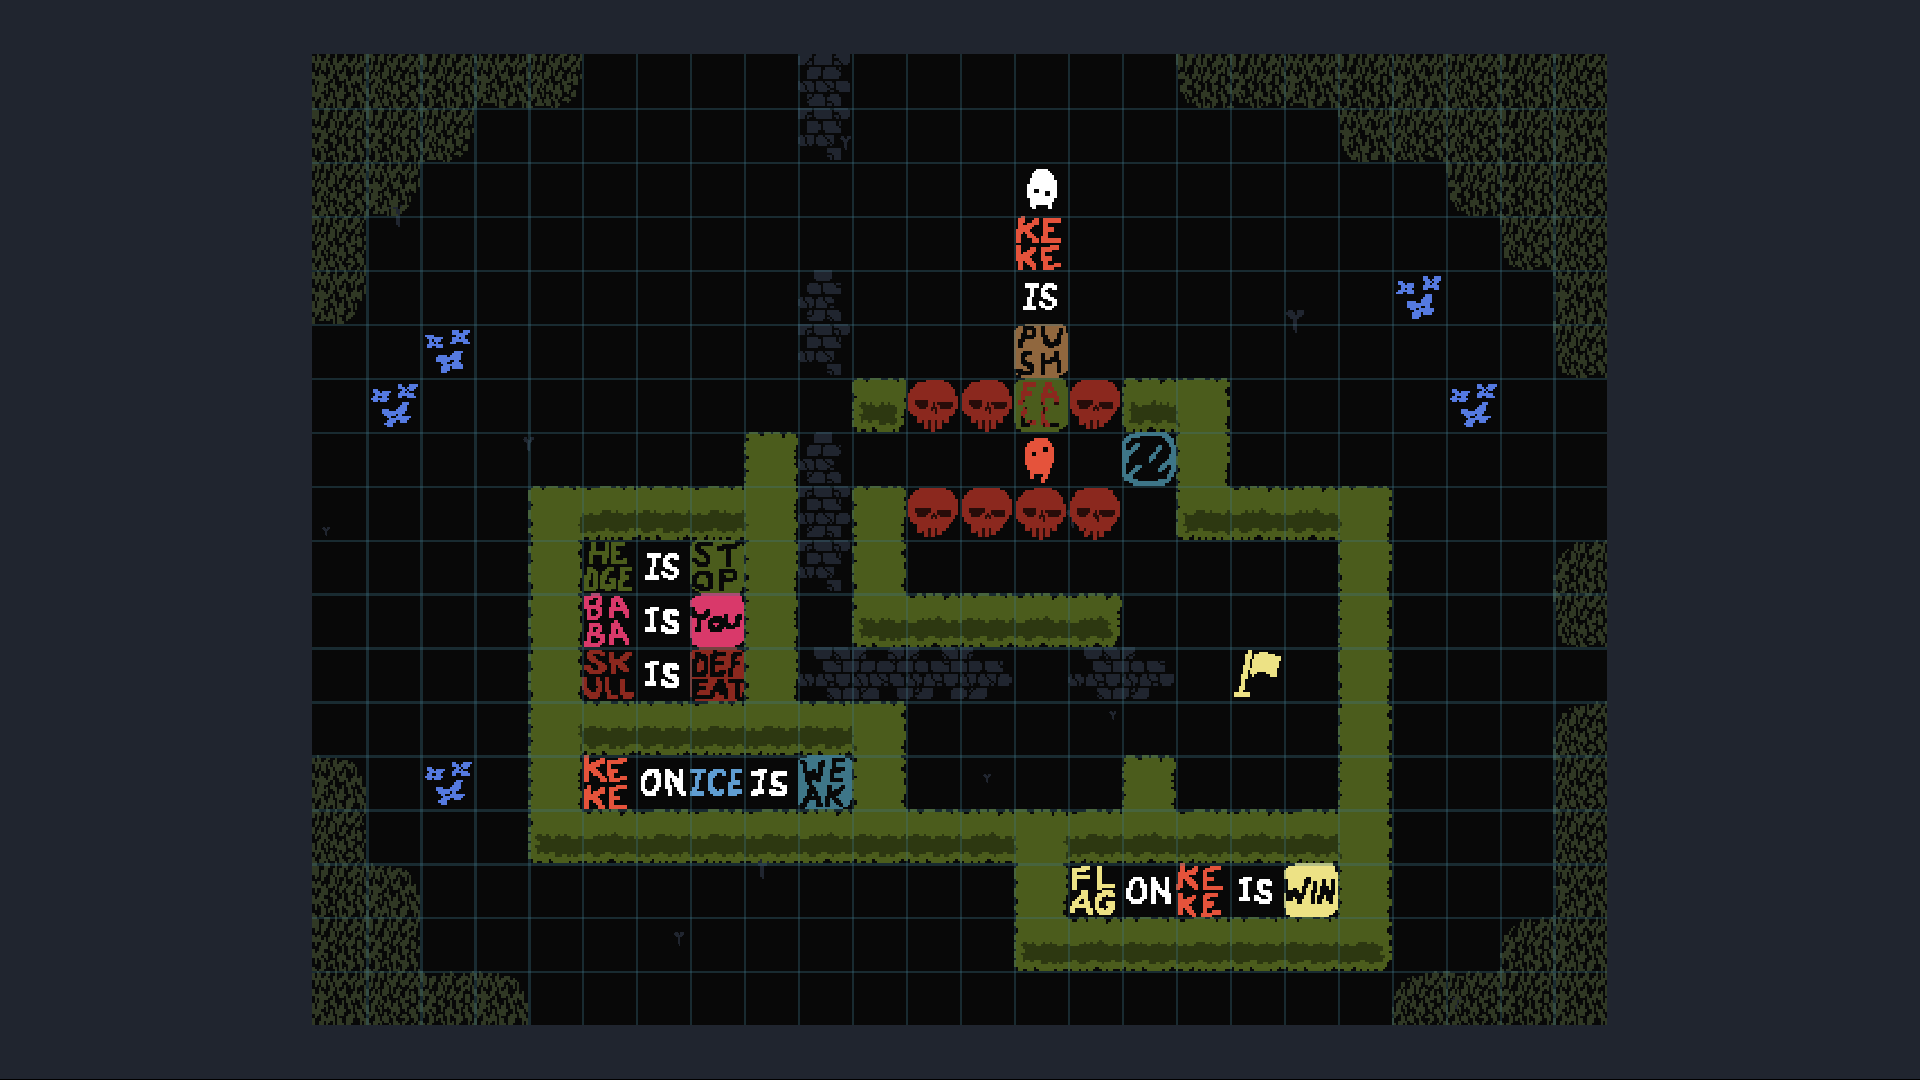 KEKE
IS
PUSH
FALL
HEDGE IS STOP
BABA IS YOU
SKULL IS DEFEAT
KEKE ON ICE IS WEAK
FLAG ON KEKE IS WIN